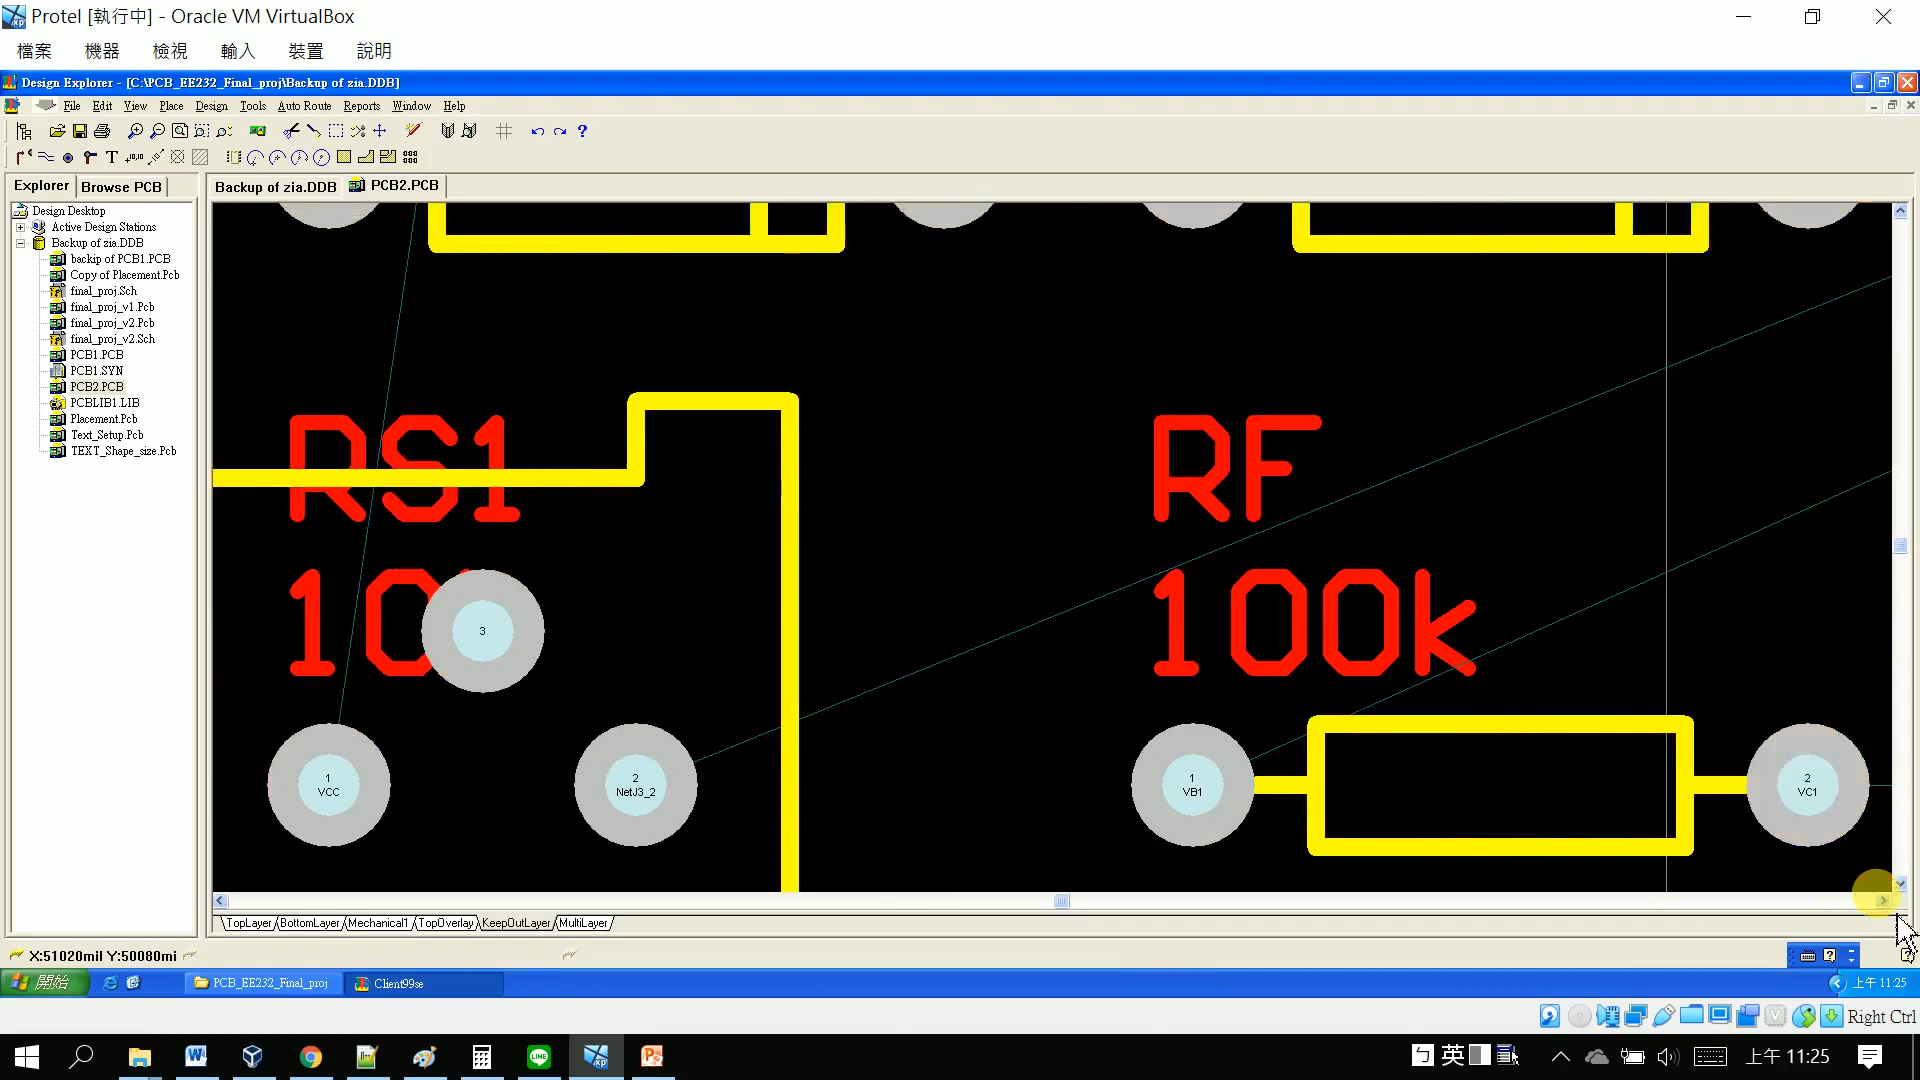 Protel [執行中] - Oracle VM VirtualBox
檔案 機器 檢視 輸入 裝置 說明
Design Explorer - [C:\PCB_EE232_Final_proj\Backup of zia.DDB]
File Edit View Place Design Tools Auto Route Reports Window Help
Explorer Browse PCB
Backup of zia.DDB PCB2.PCB
Design Desktop
Active Design Stations
Backup of zia.DDB
backip of PCB1.PCB
Copy of Placement.Pcb
final_proj.Sch
final_proj_v1.Pcb
final_proj_v2.Pcb
final_proj_v2.Sch
PCB1.PCB
PCB1.SYN
PCB2.PCB
PCBLIB1.LIB
Placement.Pcb
Text_Setup.Pcb
TEXT_Shape_size.Pcb
RS1
RF
10
100k
3
1
VCC
2
NetJ3_2
1
VB1
2
VC1
TopLayer BottomLayer Mechanical1 TopOverlay KeepOutLayer MultiLayer
X:51020mil Y:50080mi
開始 PCB_EE232_Final_proj Client99se 上午 11:25
Right Ctrl
ㄅ 英 上午 11:25